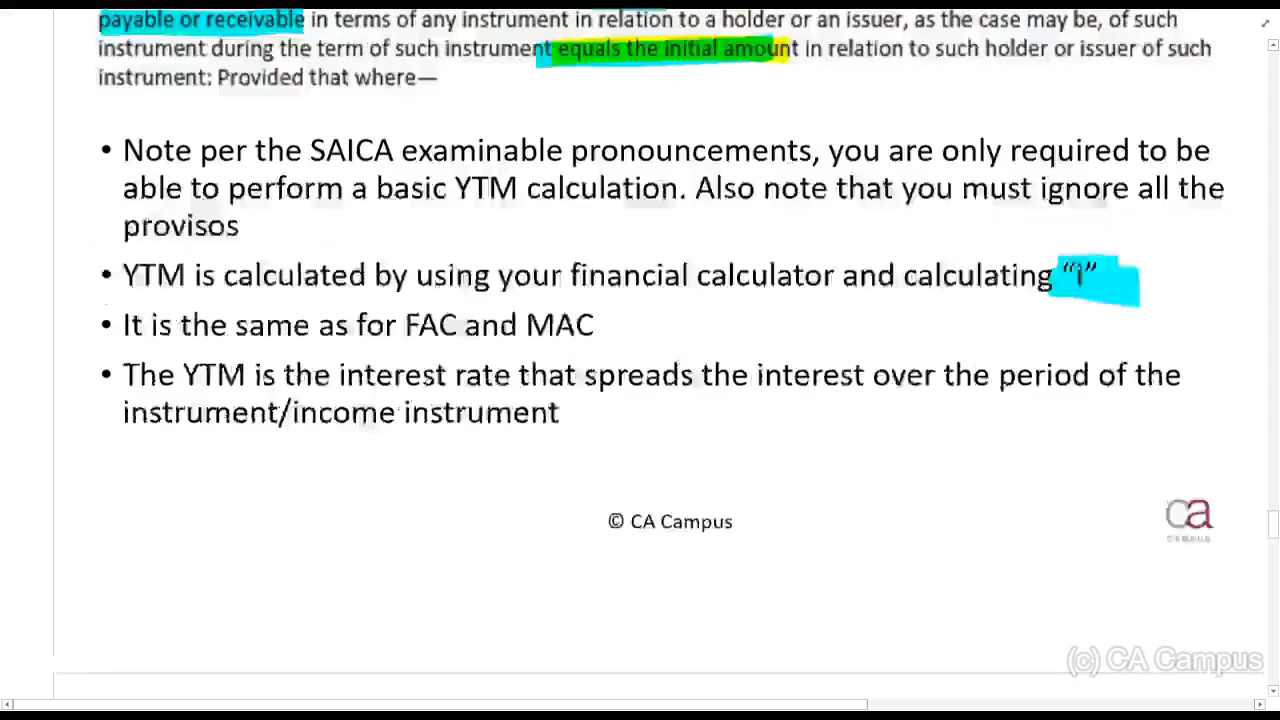 payable or receivable in terms of any instrument in relation to a holder or an issuer, as the case may be, of such
instrument during the term of such instrument equals the initial amount in relation to such holder or issuer of such
instrument: Provided that where—
• Note per the SAICA examinable pronouncements, you are only required to be
able to perform a basic YTM calculation. Also note that you must ignore all the
provisos
• YTM is calculated by using your financial calculator and calculating “i”
• It is the same as for FAC and MAC
• The YTM is the interest rate that spreads the interest over the period of the
instrument/income instrument
© CA Campus
ca
CAMPUS
(c) CA Campus